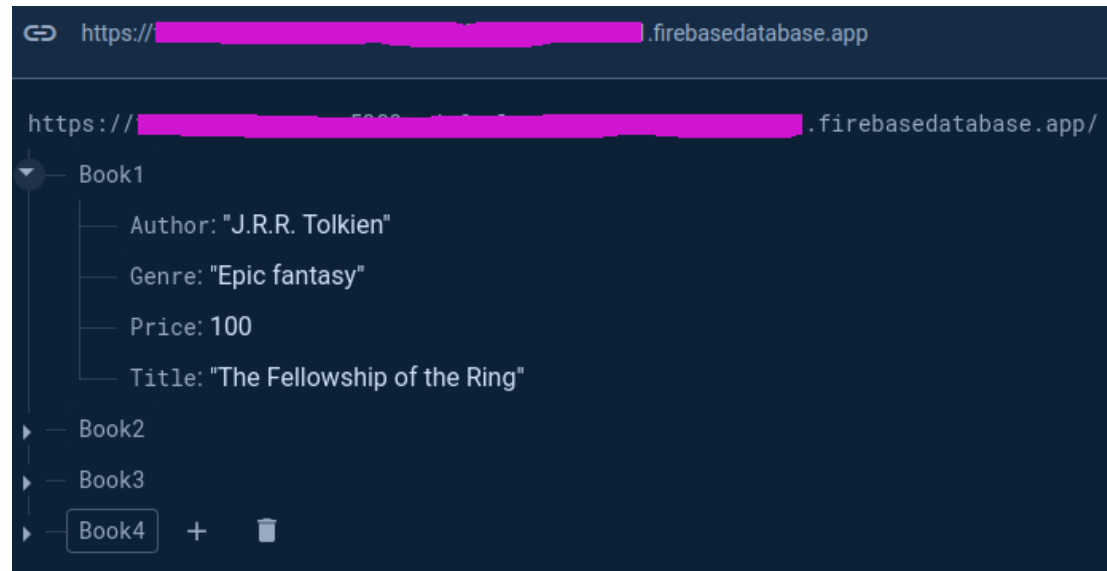 https:// .firebasedatabase.app
https:// .firebasedatabase.app/
Book1
Author: "J.R.R. Tolkien"
Genre: "Epic fantasy"
Price: 100
Title: "The Fellowship of the Ring"
Book2
Book3
Book4 +